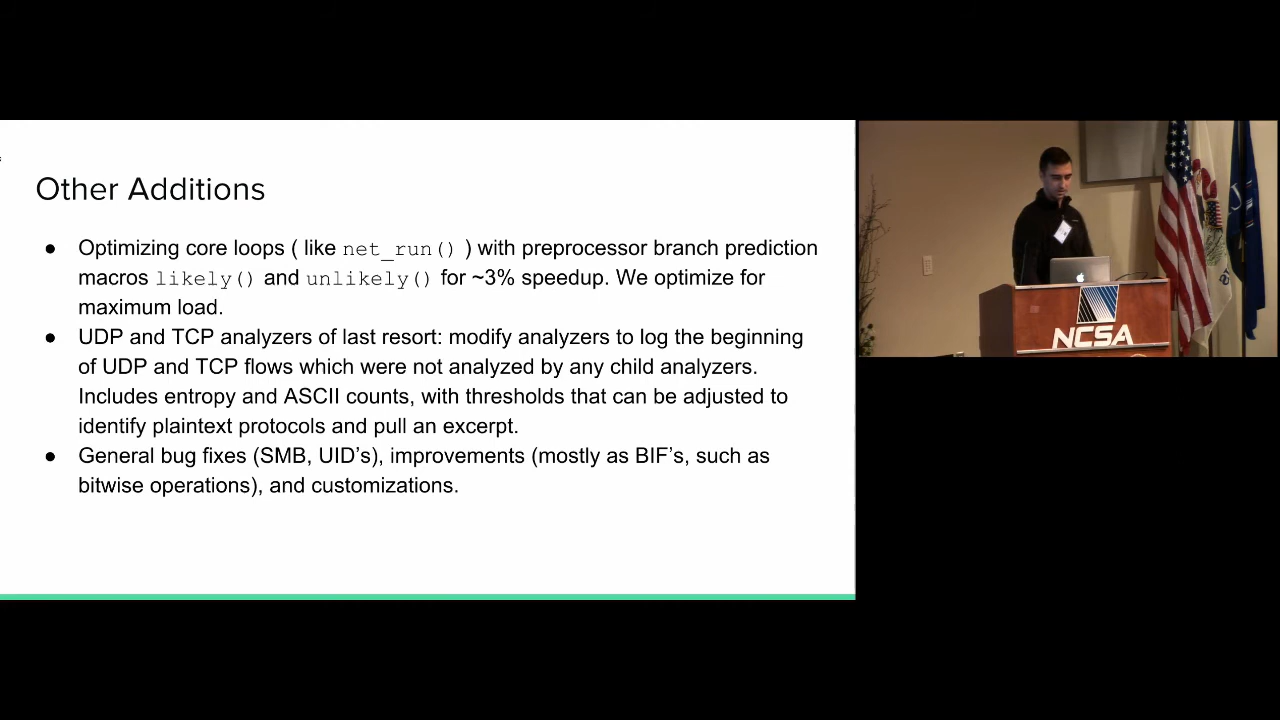 Other Additions
● Optimizing core loops ( like net_run() ) with preprocessor branch prediction
macros likely() and unlikely() for ~3% speedup. We optimize for
maximum load.
● UDP and TCP analyzers of last resort: modify analyzers to log the beginning
of UDP and TCP flows which were not analyzed by any child analyzers.
Includes entropy and ASCII counts, with thresholds that can be adjusted to
identify plaintext protocols and pull an excerpt.
● General bug fixes (SMB, UID’s), improvements (mostly as BIF’s, such as
bitwise operations), and customizations.
NCSA